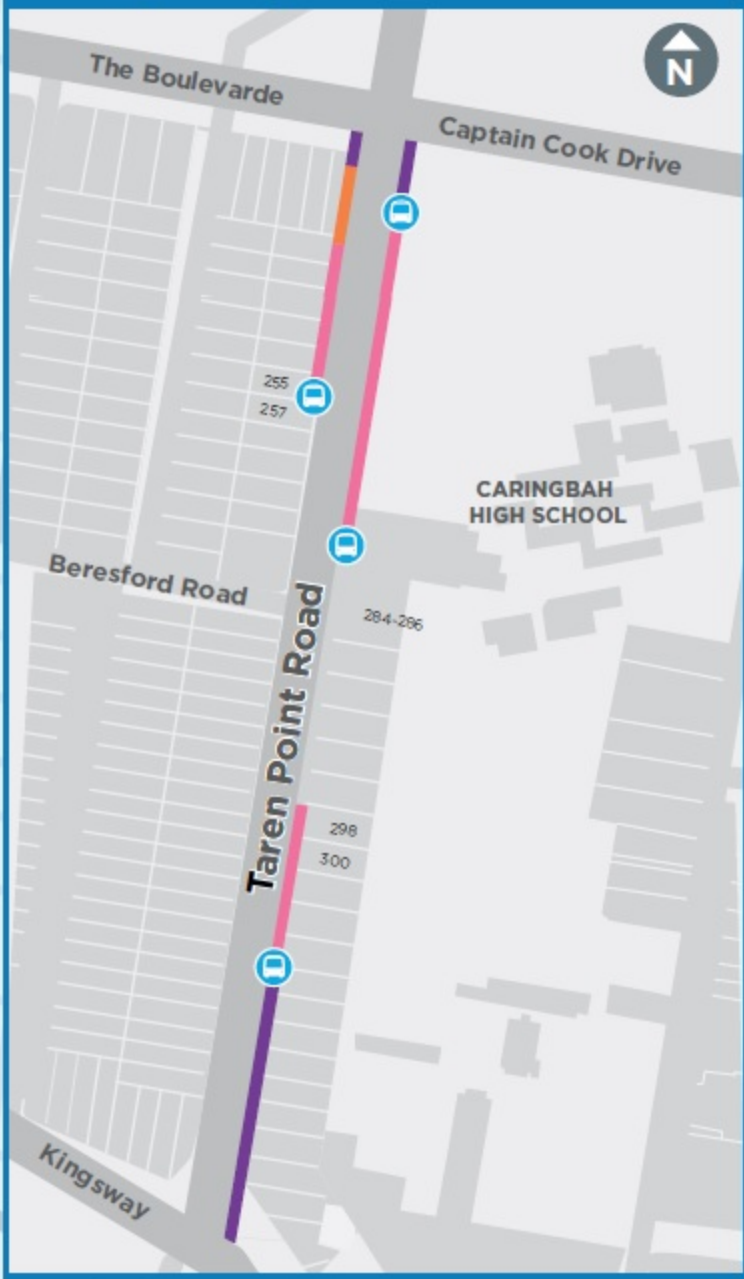 N
The Boulevarde
Captain Cook Drive
255
257
CARINGBAH
HIGH SCHOOL
Beresford Road
284-286
Taren Point Road
298
300
Kingsway